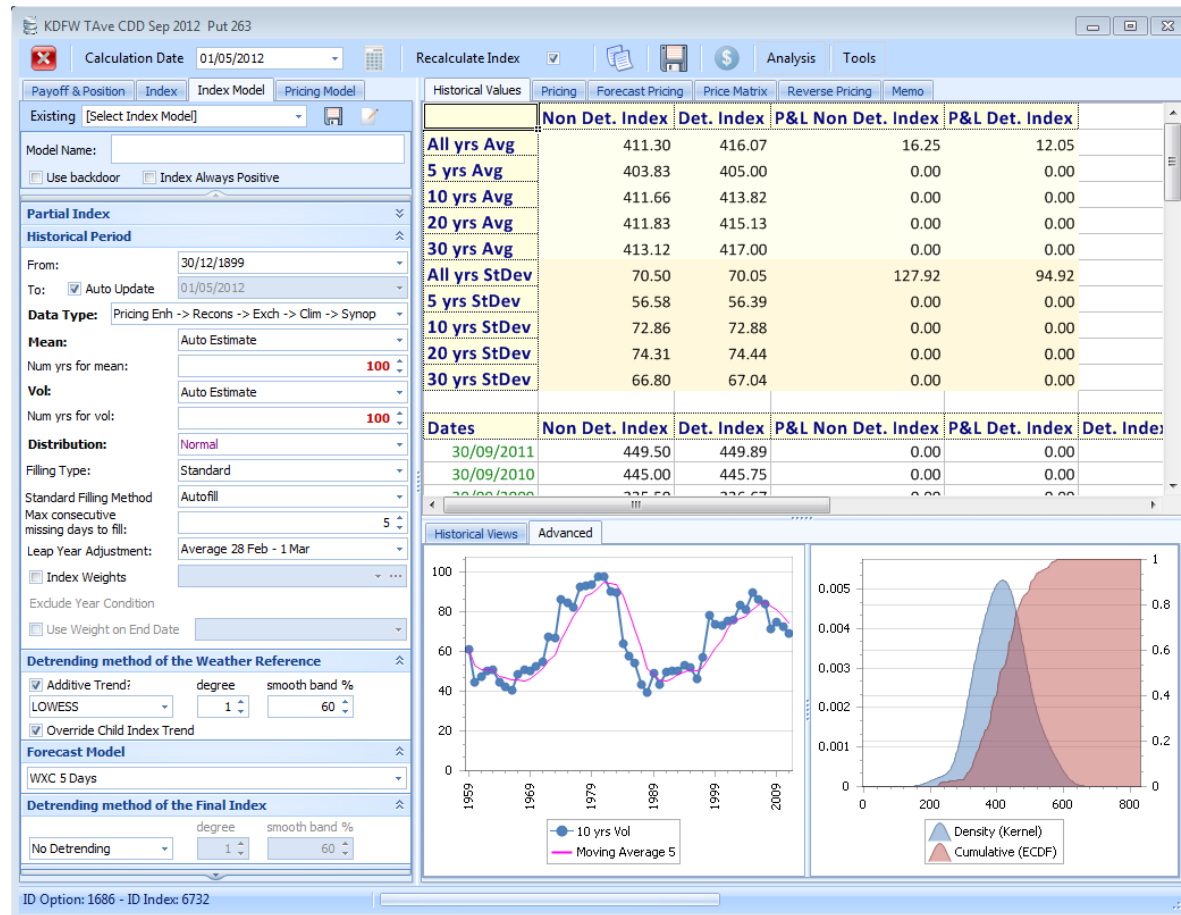 KDFW TAve CDD Sep 2012 Put 263
Calculation Date 01/05/2012 Recalculate Index Analysis Tools
Payoff & Position Index Index Model Pricing Model
Existing [Select Index Model]
Model Name:
Use backdoor Index Always Positive
Partial Index
Historical Period
From: 30/12/1899
To: Auto Update 01/05/2012
Data Type: Pricing Enh -> Recons -> Exch -> Clim -> Synop
Mean: Auto Estimate
Num yrs for mean: 100
Vol: Auto Estimate
Num yrs for vol: 100
Distribution: Normal
Filling Type: Standard
Standard Filling Method Autofill
Max consecutive
missing days to fill: 5
Leap Year Adjustment: Average 28 Feb - 1 Mar
Index Weights
Exclude Year Condition
Use Weight on End Date
Detrending method of the Weather Reference
Additive Trend? degree smooth band %
LOWESS 1 60
Override Child Index Trend
Forecast Model
WXC 5 Days
Detrending method of the Final Index
degree smooth band %
No Detrending 1 60
Historical Values Pricing Forecast Pricing Price Matrix Reverse Pricing Memo
Non Det. Index Det. Index P&L Non Det. Index P&L Det. Index
All yrs Avg 411.30 416.07 16.25 12.05
5 yrs Avg 403.83 405.00 0.00 0.00
10 yrs Avg 411.66 413.82 0.00 0.00
20 yrs Avg 411.83 415.13 0.00 0.00
30 yrs Avg 413.12 417.00 0.00 0.00
All yrs StDev 70.50 70.05 127.92 94.92
5 yrs StDev 56.58 56.39 0.00 0.00
10 yrs StDev 72.86 72.88 0.00 0.00
20 yrs StDev 74.31 74.44 0.00 0.00
30 yrs StDev 66.80 67.04 0.00 0.00
Dates Non Det. Index Det. Index P&L Non Det. Index P&L Det. Index Det. Index
30/09/2011 449.50 449.89 0.00 0.00
30/09/2010 445.00 445.75 0.00 0.00
Historical Views Advanced
100
80
60
40
20
0
1959 1969 1979 1989 1999 2009
10 yrs Vol
Moving Average 5
0.005
0.004
0.003
0.002
0.001
0
1
0.8
0.6
0.4
0.2
0
0 200 400 600 800
Density (Kernel)
Cumulative (ECDF)
ID Option: 1686 - ID Index: 6732